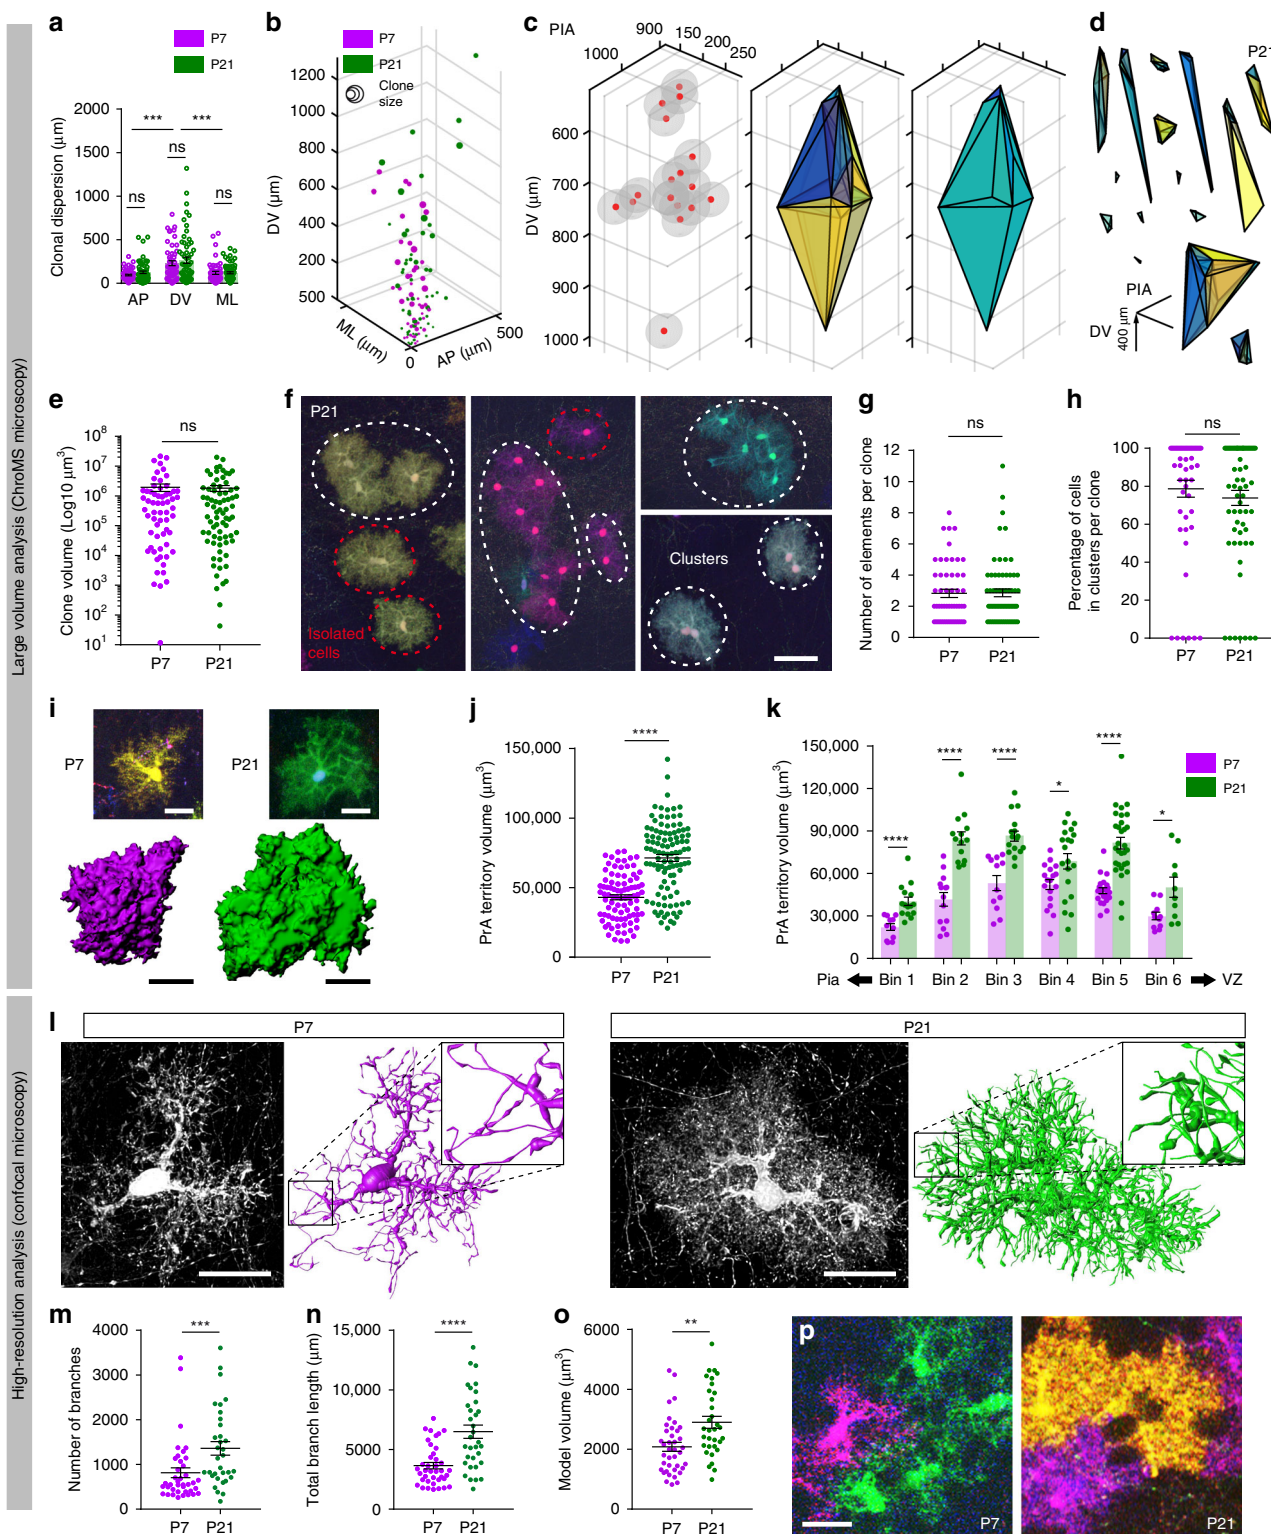 Large volume analysis (ChroMS microscopy)
High-resolution analysis (confocal microscopy)
a
P7
P21
Clonal dispersion (μm)
2000
1500
1000
500
0
*** ***
ns
ns
ns
AP DV ML
b
P7
P21
Clone size
DV (μm)
1200
1000
800
600
400
200
500
ML (μm)
0
AP (μm)
500
c
PIA
1000
900
150
200
250
DV (μm)
600
700
800
900
1000
d
P21
PIA
DV
400 μm
e
Clone volume (Log10 μm³)
10⁸
10⁷
10⁶
10⁵
10⁴
10³
10²
10¹
ns
P7 P21
f
P21
Isolated cells
Clusters
g
Number of elements per clone
12
10
8
6
4
2
0
ns
P7 P21
h
Percentage of cells in clusters per clone
100
80
60
40
20
0
ns
P7 P21
i
P7
P21
j
PrA territory volume (μm³)
150,000
100,000
50,000
0
****
P7 P21
k
PrA territory volume (μm³)
150,000
120,000
90,000
60,000
30,000
0
****
****
****
*
****
*
P7
P21
Pia Bin 1 Bin 2 Bin 3 Bin 4 Bin 5 Bin 6 VZ
l
P7
P21
m
Number of branches
4000
3000
2000
1000
0
***
P7 P21
n
Total branch length (μm)
15,000
10,000
5000
0
****
P7 P21
o
Model volume (μm³)
6000
4000
2000
0
**
P7 P21
p
P7
P21